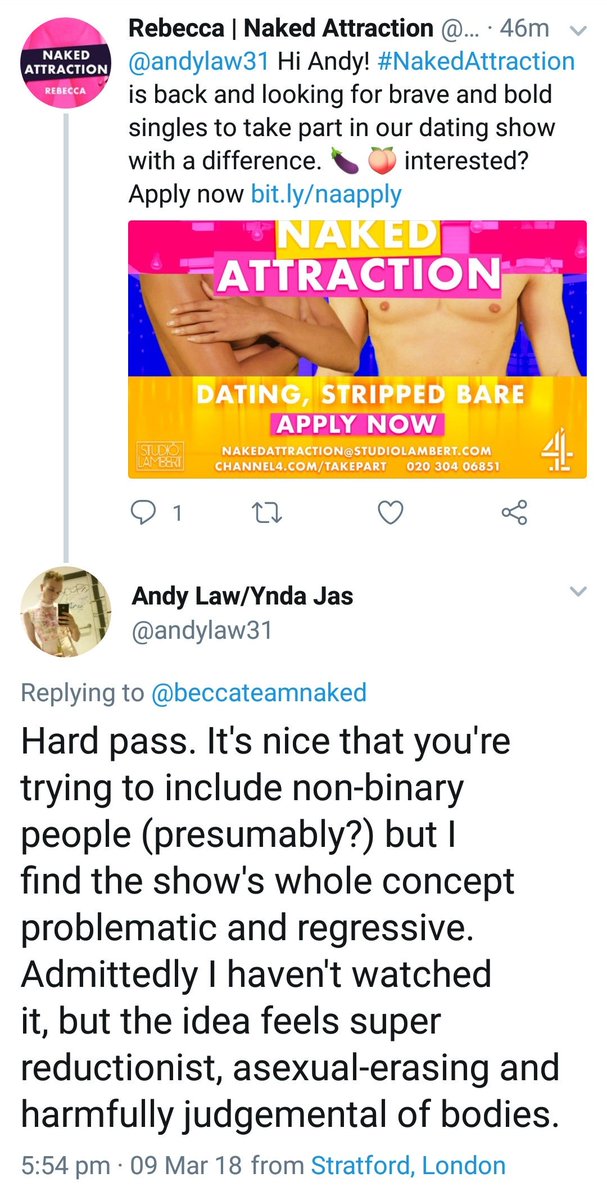 NAKED
ATTRACTION
REBECCA
Rebecca | Naked Attraction @... · 46m
@andylaw31 Hi Andy! #NakedAttraction
is back and looking for brave and bold
singles to take part in our dating show
with a difference. 🍆 🍑 interested?
Apply now bit.ly/naapply
NAKED
ATTRACTION
DATING, STRIPPED BARE
APPLY NOW
STUDIO
LAMBERT
NAKEDATTRACTION@STUDIOLAMBERT.COM
CHANNEL4.COM/TAKEPART 020 304 06851
4
1
Andy Law/Ynda Jas
@andylaw31
Replying to @beccateamnaked
Hard pass. It's nice that you're
trying to include non-binary
people (presumably?) but I
find the show's whole concept
problematic and regressive.
Admittedly I haven't watched
it, but the idea feels super
reductionist, asexual-erasing and
harmfully judgemental of bodies.
5:54 pm · 09 Mar 18 from Stratford, London